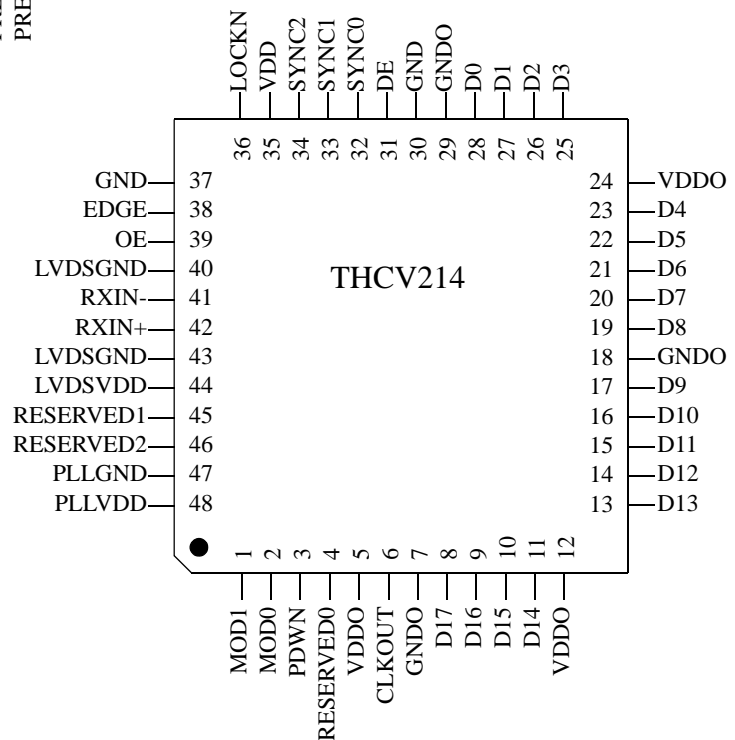 PRE
LOCKN
VDD
SYNC2
SYNC1
SYNC0
DE
GND
GNDO
D0
D1
D2
D3
36 35 34 33 32 31 30 29 28 27 26 25
GND 37
EDGE 38
OE 39
LVDSGND 40
RXIN- 41
RXIN+ 42
LVDSGND 43
LVDSVDD 44
RESERVED1 45
RESERVED2 46
PLLGND 47
PLLVDD 48
THCV214
24 VDDO
23 D4
22 D5
21 D6
20 D7
19 D8
18 GNDO
17 D9
16 D10
15 D11
14 D12
13 D13
1 2 3 4 5 6 7 8 9 10 11 12
MOD1
MOD0
PDWN
RESERVED0
VDDO
CLKOUT
GNDO
D17
D16
D15
D14
VDDO